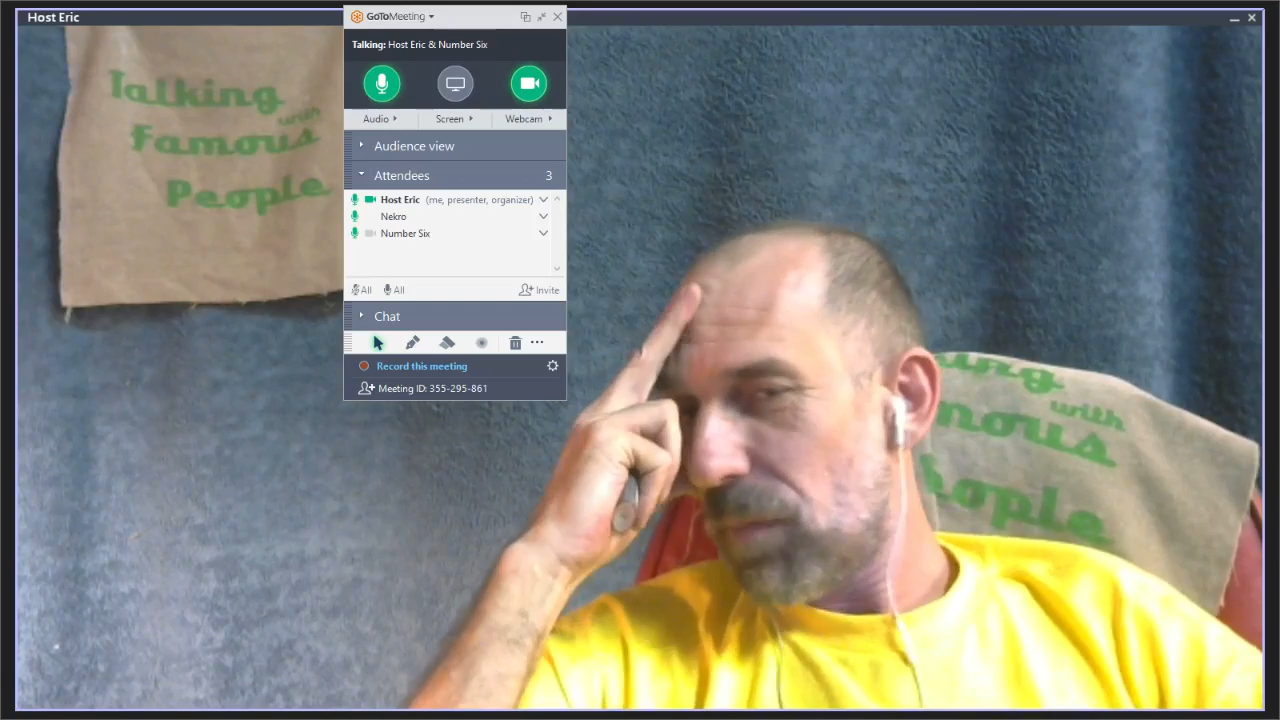 Host Eric
GoToMeeting
Talking: Host Eric & Number Six
Audio
Screen
Webcam
Audience view
Attendees 3
Host Eric (me, presenter, organizer)
Nekro
Number Six
All
All
Invite
Chat
Record this meeting
Meeting ID: 355-295-861
Talking
with
Famous
People
with
People